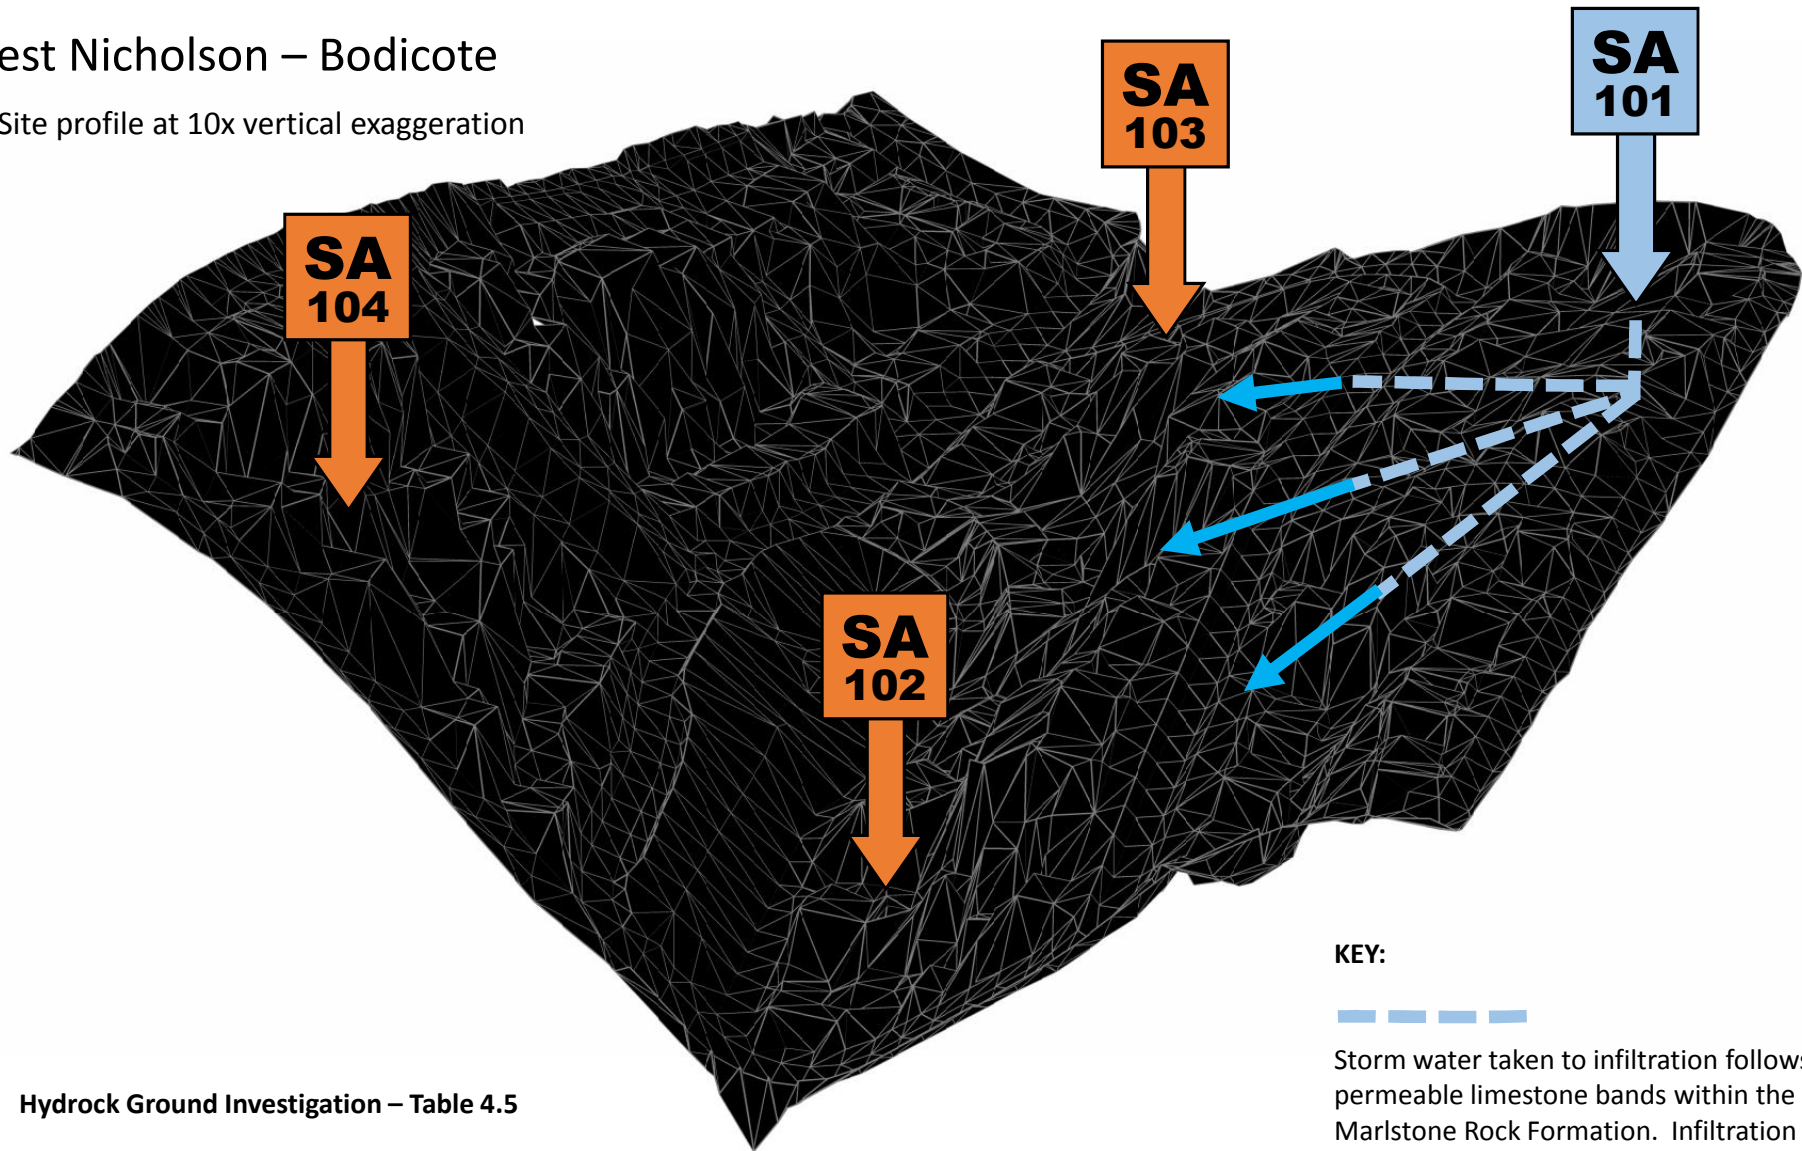 est Nicholson – Bodicote
Site profile at 10x vertical exaggeration
SA
101
SA
103
SA
104
SA
102
KEY:
Storm water taken to infiltration follows
permeable limestone bands within the
Marlstone Rock Formation. Infiltration
Hydrock Ground Investigation – Table 4.5